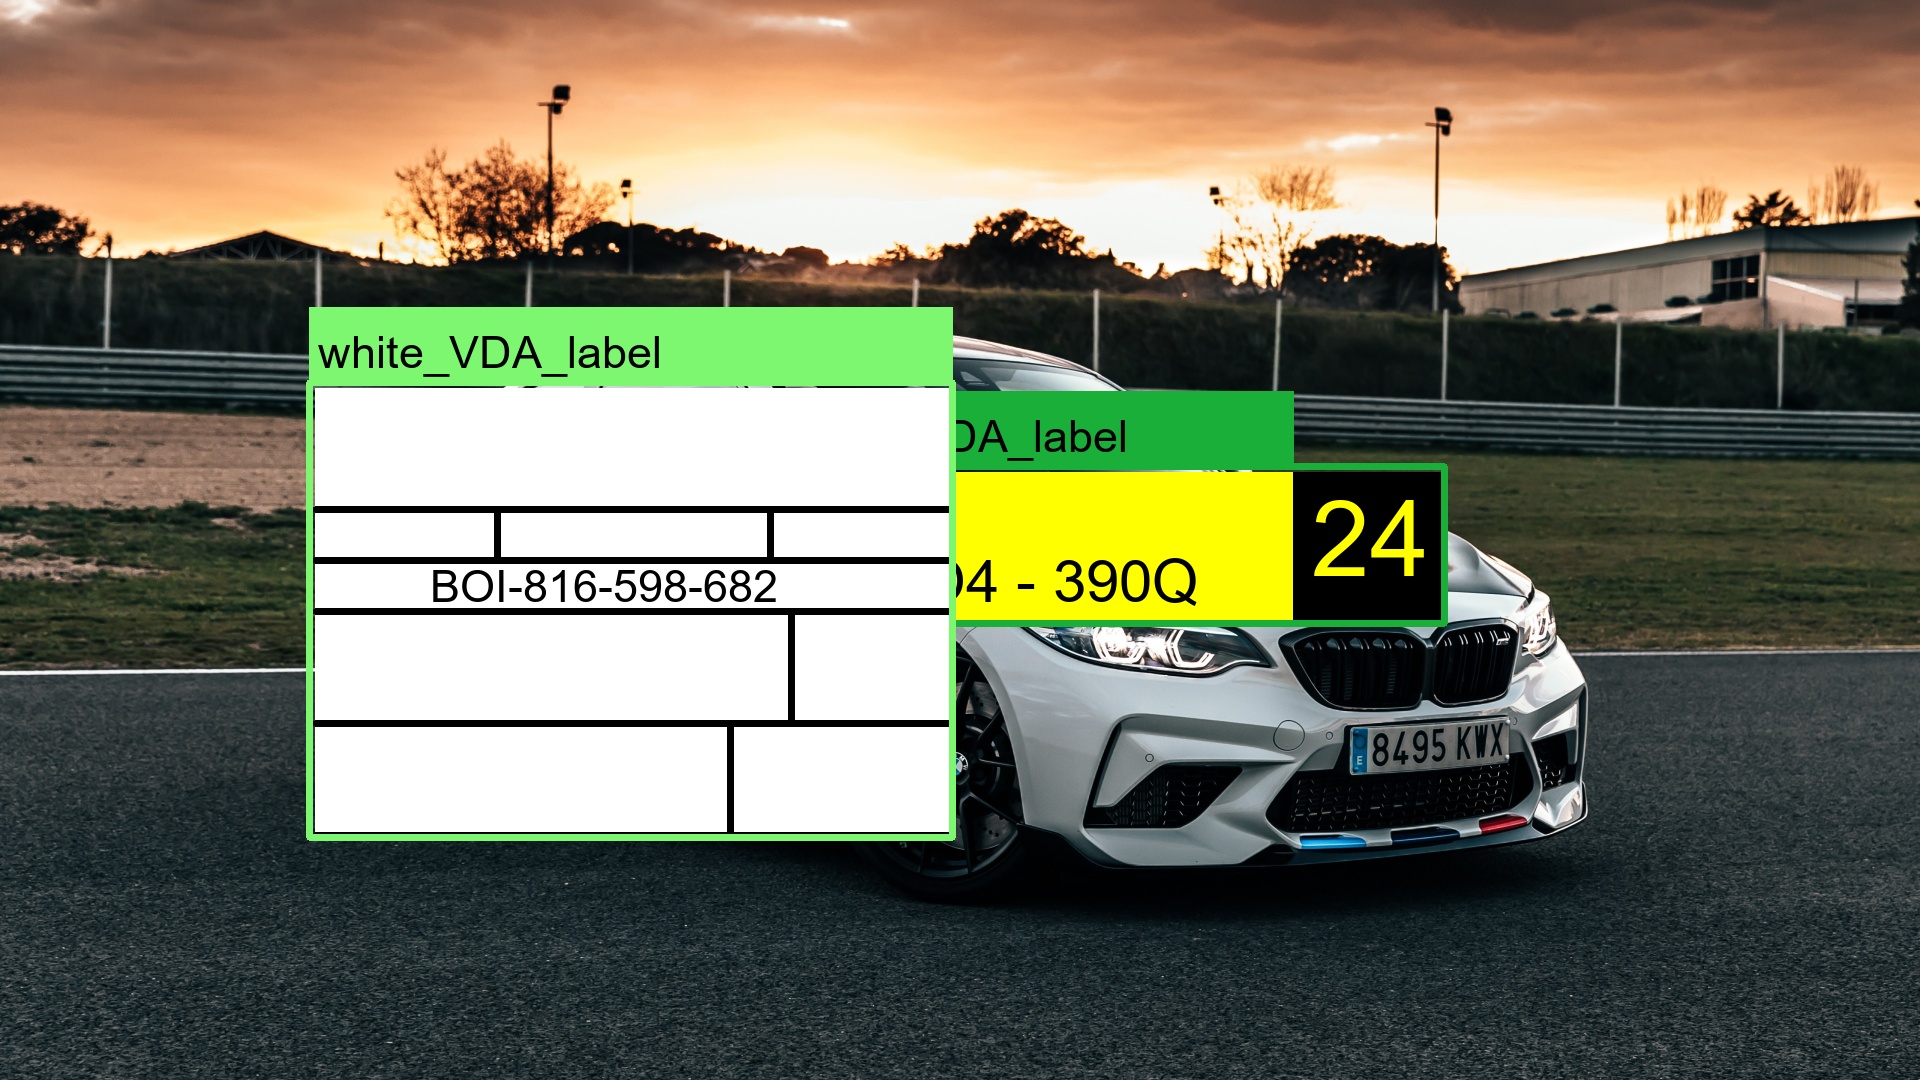 white_VDA_label
DA_label
24
4 - 390Q
BOI-816-598-682
8495 KWX
E